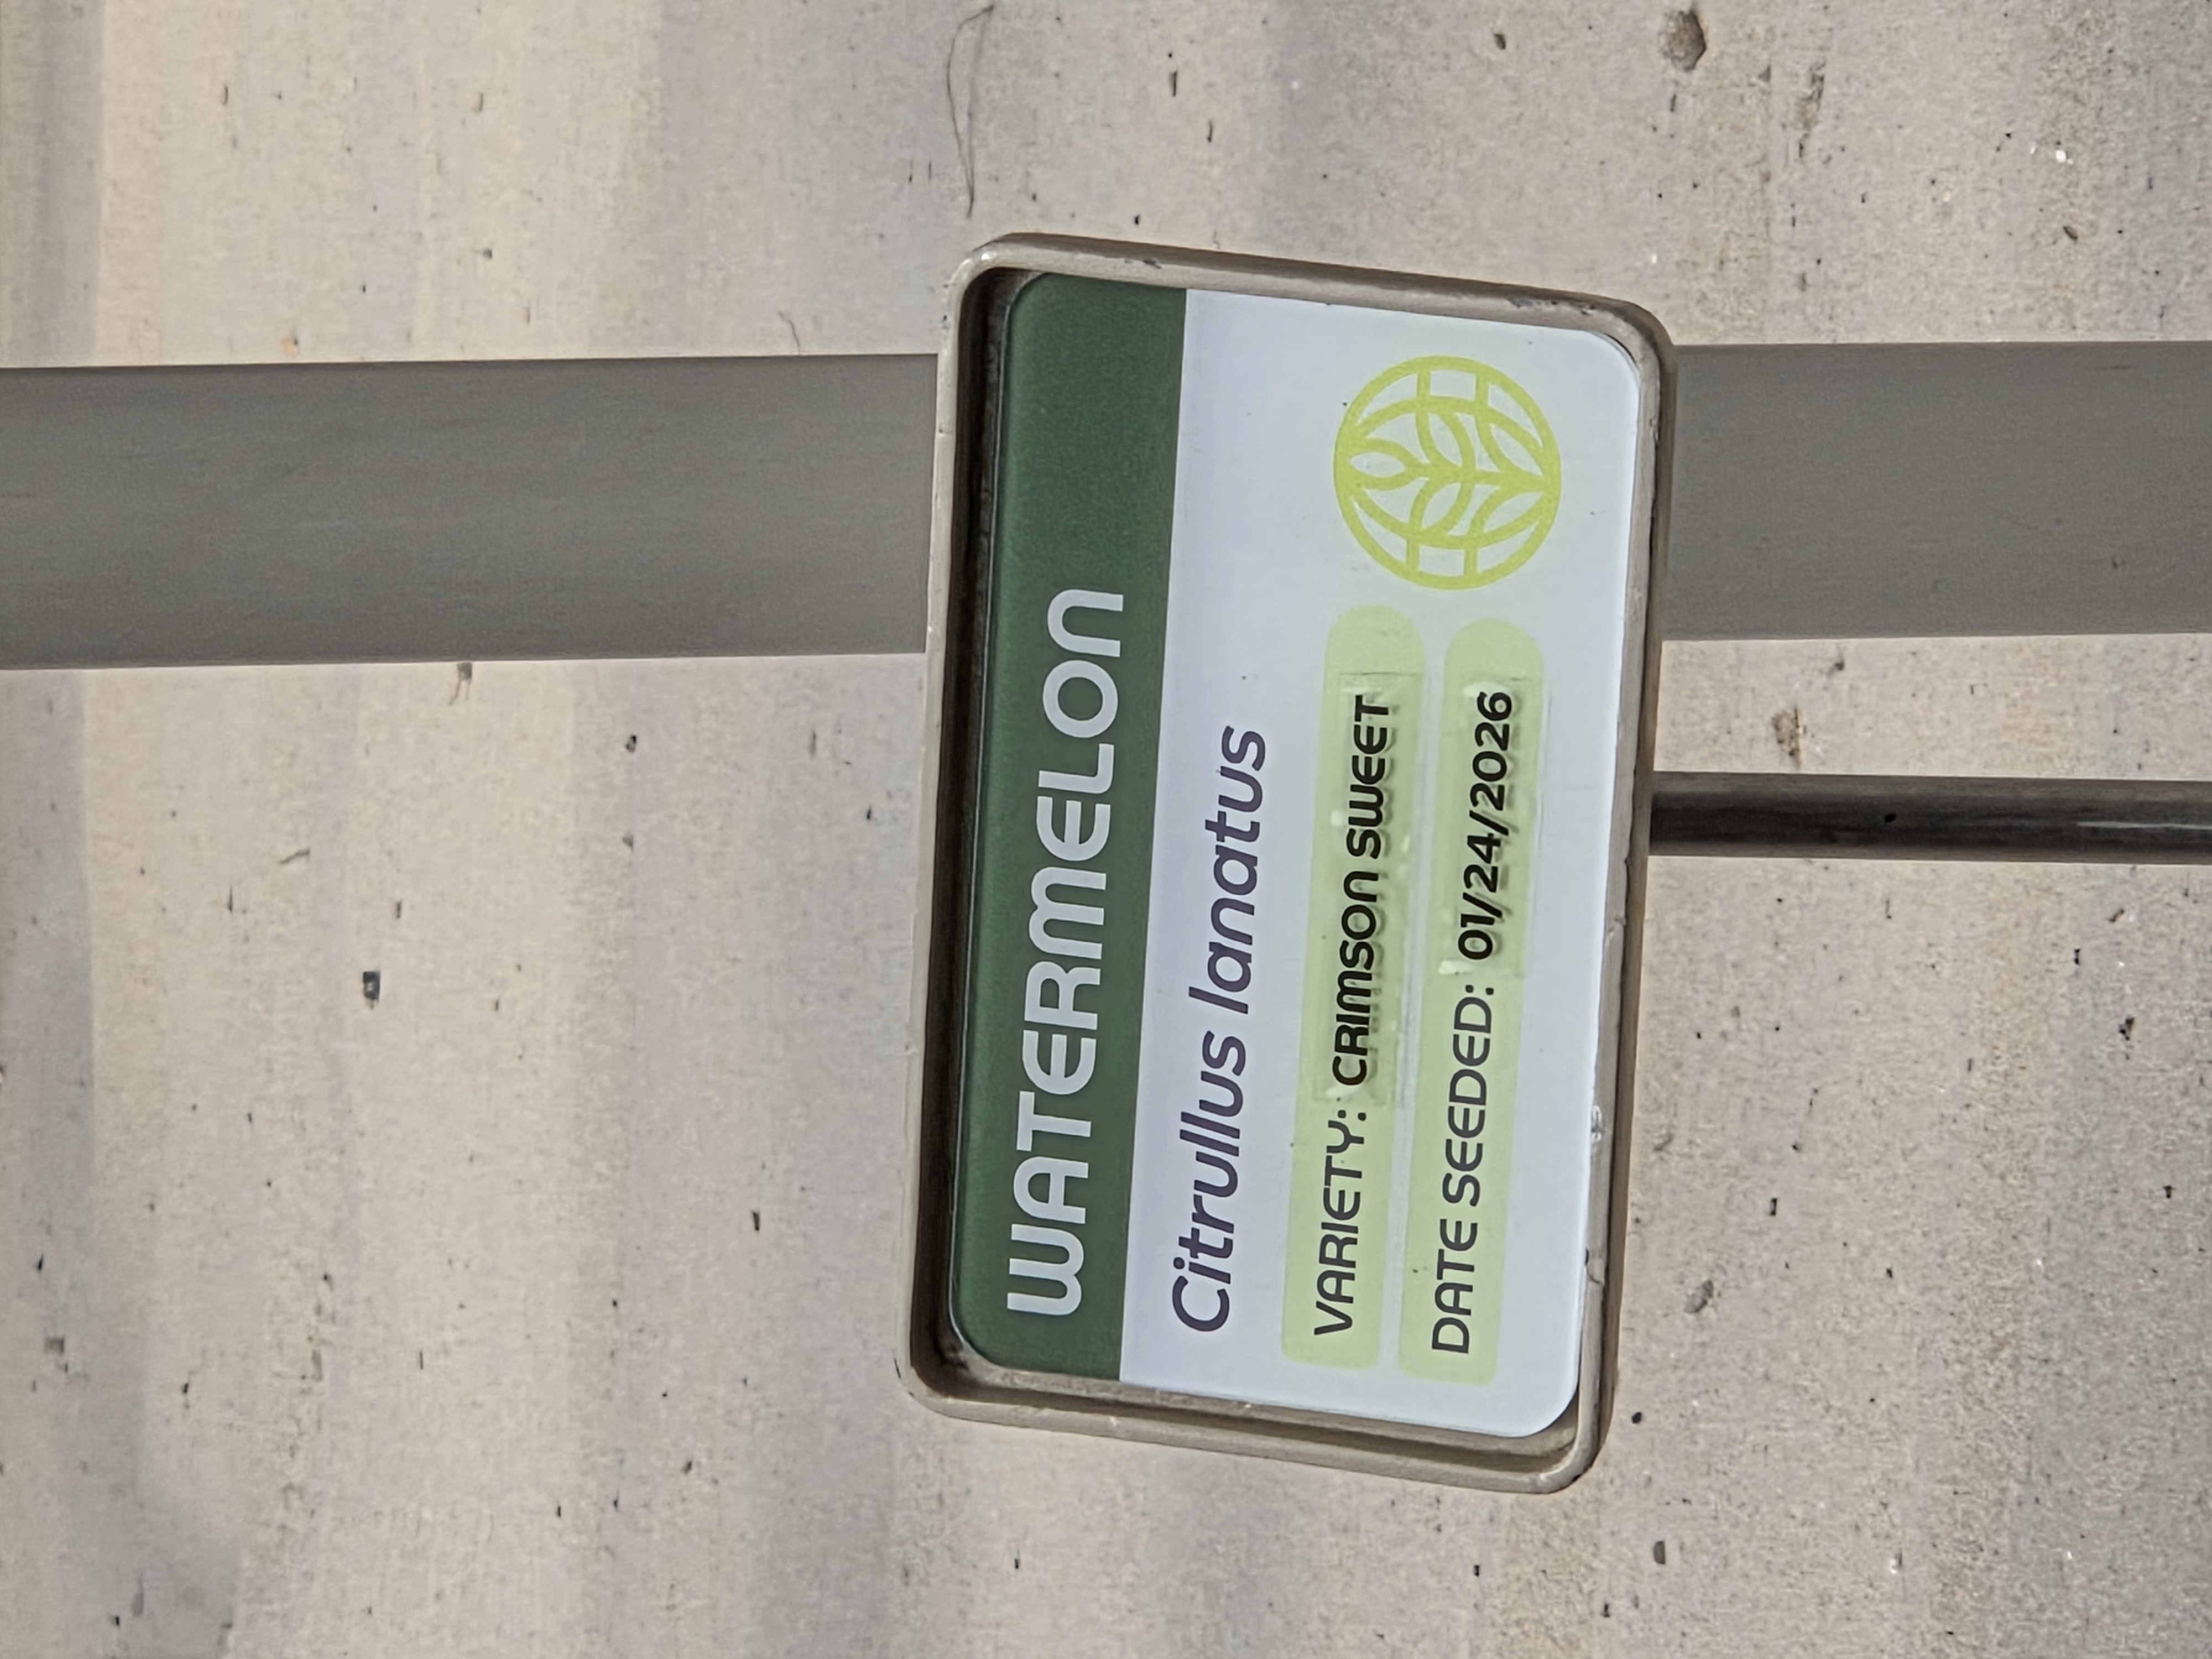 WATERMELON
Citrullus lanatus
VARIETY: CRIMSON SWEET
DATE SEEDED: 01/24/2026